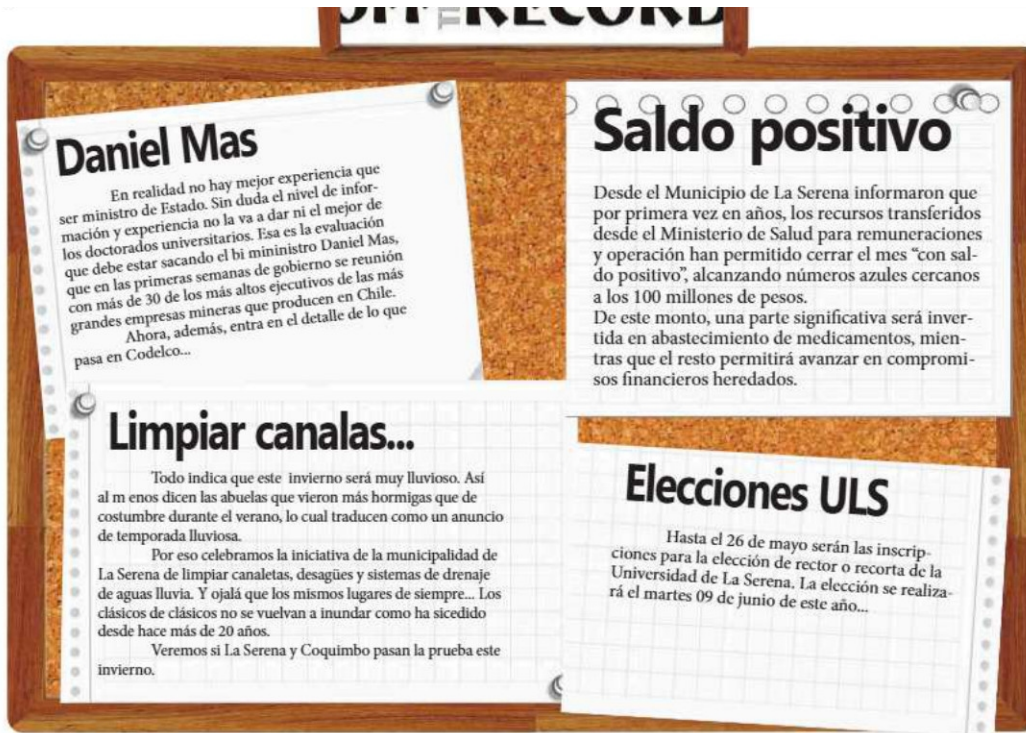 OFF THE RECORD
Daniel Mas
En realidad no hay mejor experiencia que
ser ministro de Estado. Sin duda el nivel de infor-
mación y experiencia no la va a dar ni el mejor de
los doctorados universitarios. Esa es la evaluación
que debe estar sacando el bi mininistro Daniel Mas,
que en las primeras semanas de gobierno se reunión
con más de 30 de los más altos ejecutivos de las más
grandes empresas mineras que producen en Chile.
Ahora, además, entra en el detalle de lo que
pasa en Codelco...
Saldo positivo
Desde el Municipio de La Serena informaron que
por primera vez en años, los recursos transferidos
desde el Ministerio de Salud para remuneraciones
y operación han permitido cerrar el mes “con sal-
do positivo”, alcanzando números azules cercanos
a los 100 millones de pesos.
De este monto, una parte significativa será inver-
tida en abastecimiento de medicamentos, mien-
tras que el resto permitirá avanzar en compromi-
sos financieros heredados.
Limpiar canalas...
Todo indica que este invierno será muy lluvioso. Así
al m enos dicen las abuelas que vieron más hormigas que de
costumbre durante el verano, lo cual traducen como un anuncio
de temporada lluviosa.
Por eso celebramos la iniciativa de la municipalidad de
La Serena de limpiar canaletas, desagües y sistemas de drenaje
de aguas lluvia. Y ojalá que los mismos lugares de siempre... Los
clásicos de clásicos no se vuelvan a inundar como ha sicedido
desde hace más de 20 años.
Veremos si La Serena y Coquimbo pasan la prueba este
invierno.
Elecciones ULS
Hasta el 26 de mayo serán las inscrip-
ciones para la elección de rector o recorta de la
Universidad de La Serena. La elección se realiza-
rá el martes 09 de junio de este año...